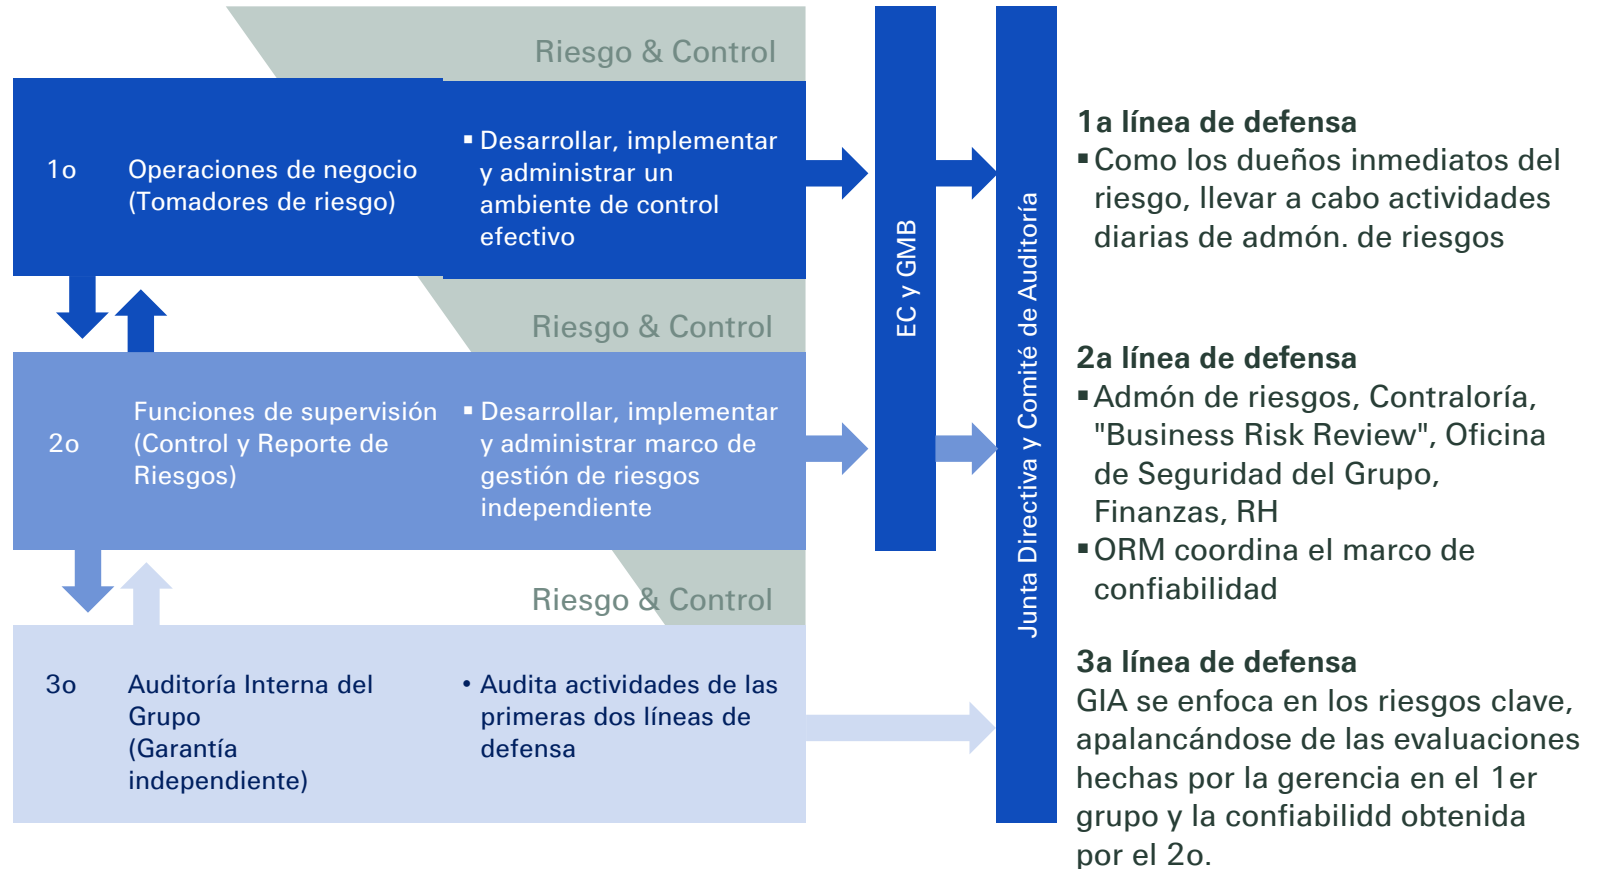 Riesgo & Control
1o
Operaciones de negocio
(Tomadores de riesgo)
▪ Desarrollar, implementar
y administrar un
ambiente de control
efectivo
Riesgo & Control
2o
Funciones de supervisión
(Control y Reporte de
Riesgos)
▪ Desarrollar, implementar
y administrar marco de
gestión de riesgos
independiente
Riesgo & Control
3o
Auditoría Interna del
Grupo
(Garantía
independiente)
• Audita actividades de las
primeras dos líneas de
defensa
EC y GMB
Junta Directiva y Comité de Auditoría
1a línea de defensa
▪ Como los dueños inmediatos del
riesgo, llevar a cabo actividades
diarias de admón. de riesgos
2a línea de defensa
▪ Admón de riesgos, Contraloría,
"Business Risk Review", Oficina
de Seguridad del Grupo,
Finanzas, RH
▪ ORM coordina el marco de
confiabilidad
3a línea de defensa
GIA se enfoca en los riesgos clave,
apalancándose de las evaluaciones
hechas por la gerencia en el 1er
grupo y la confiabilidd obtenida
por el 2o.